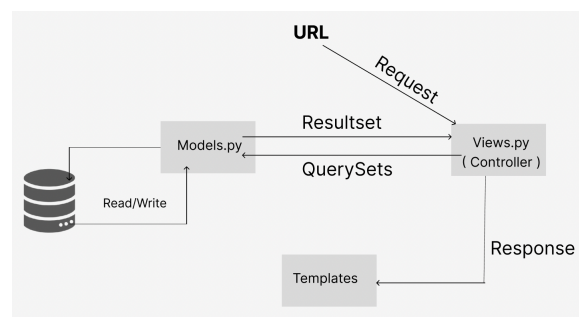 URL
Request
Resultset
Models.py
Views.py
( Controller )
QuerySets
Read/Write
Response
Templates